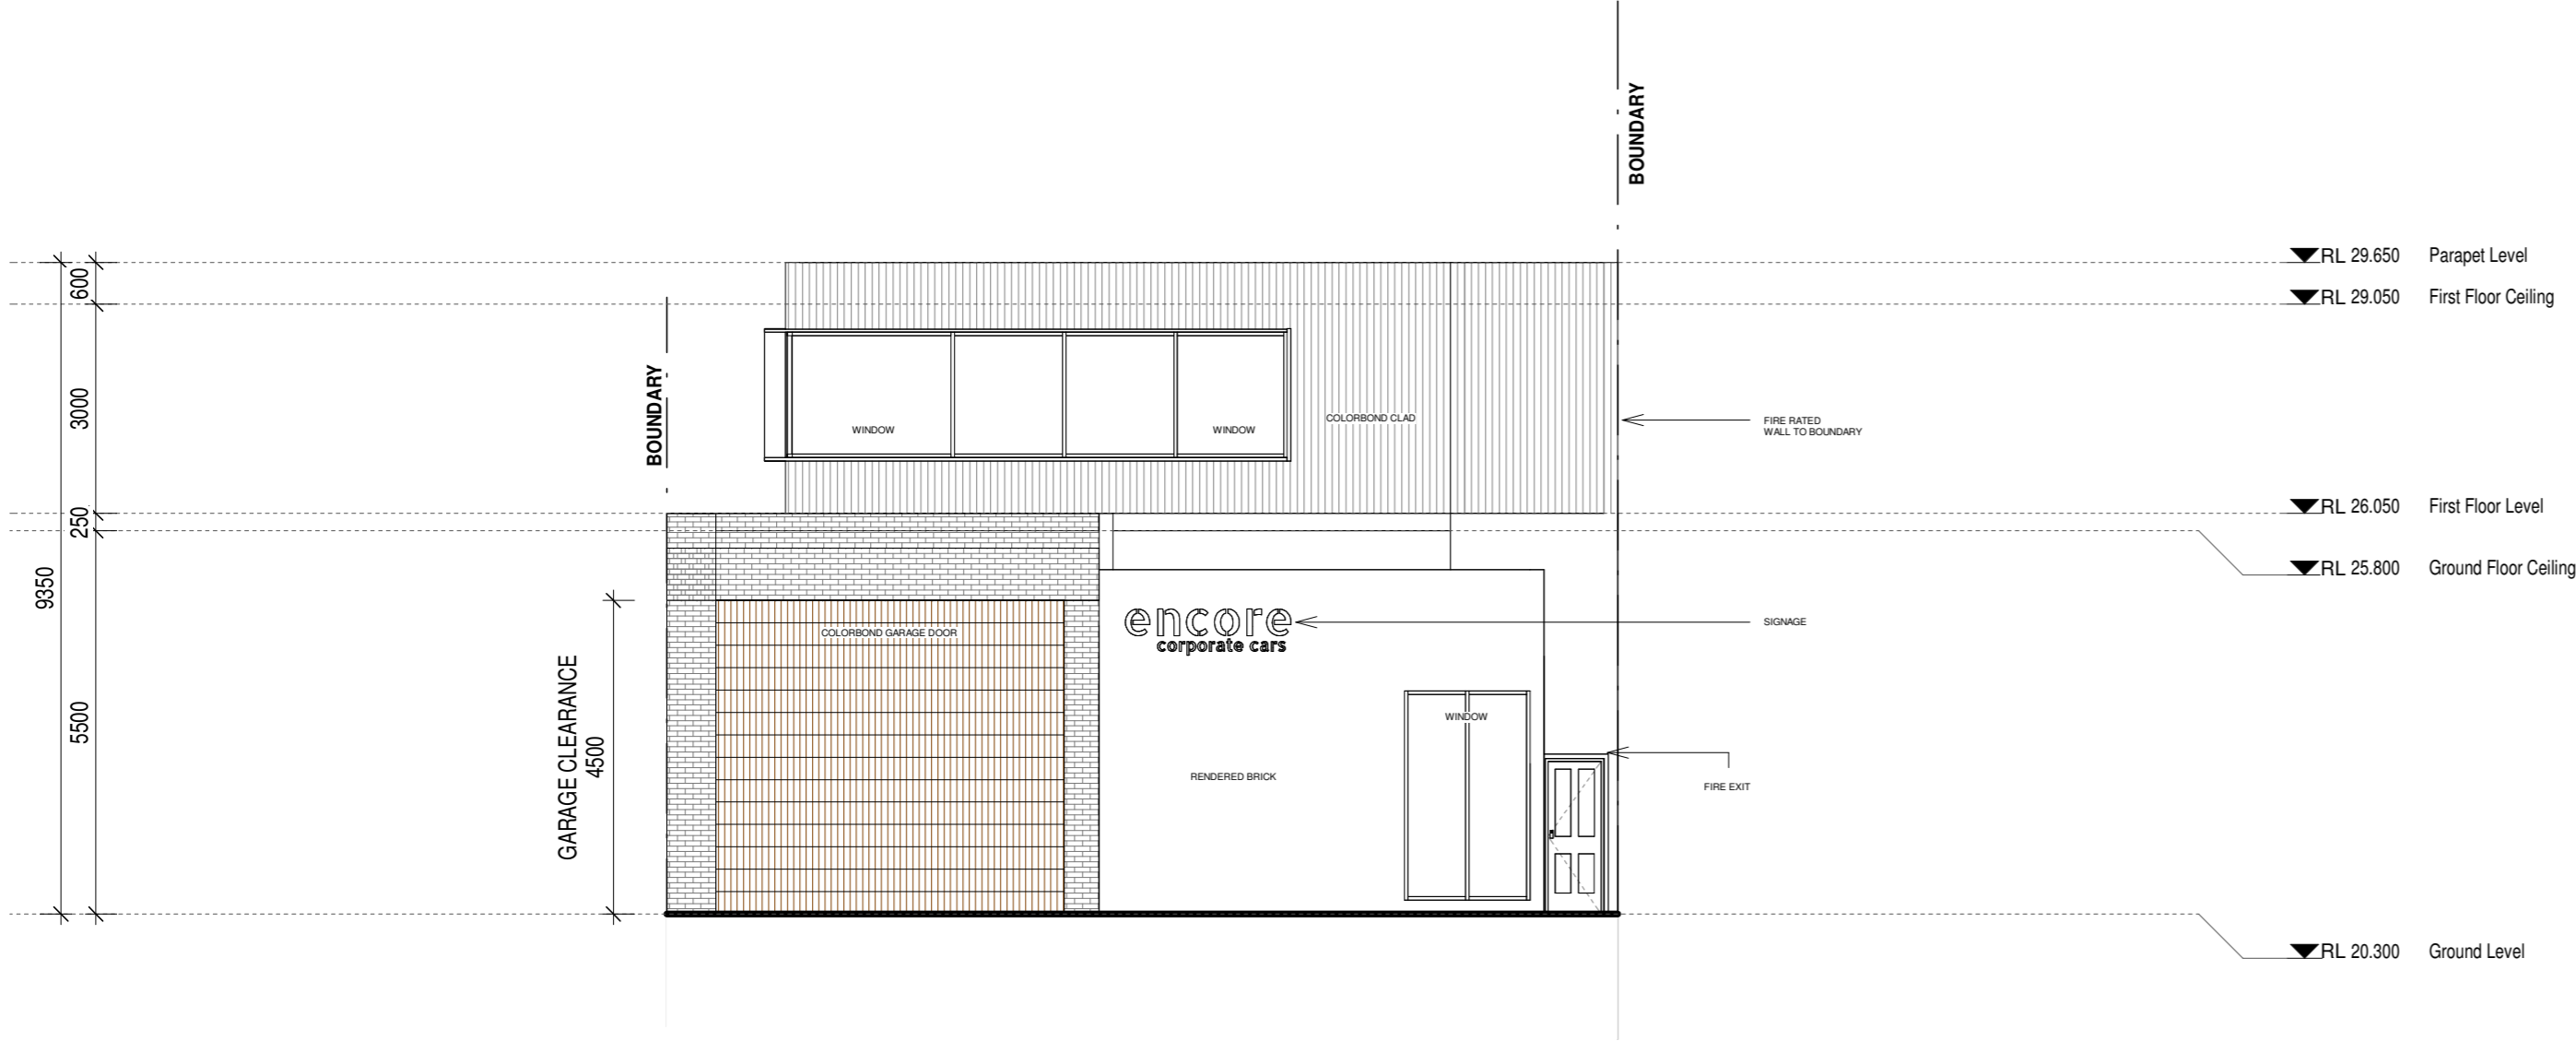 BOUNDARY
600
RL 29.650 Parapet Level
RL 29.050 First Floor Ceiling
3000
BOUNDARY
WINDOW
WINDOW
COLORBOND CLAD
FIRE RATED
WALL TO BOUNDARY
250
RL 26.050 First Floor Level
9350
RL 25.800 Ground Floor Ceiling
encore
corporate cars
SIGNAGE
COLORBOND GARAGE DOOR
5500
GARAGE CLEARANCE
4500
WINDOW
RENDERED BRICK
FIRE EXIT
RL 20.300 Ground Level